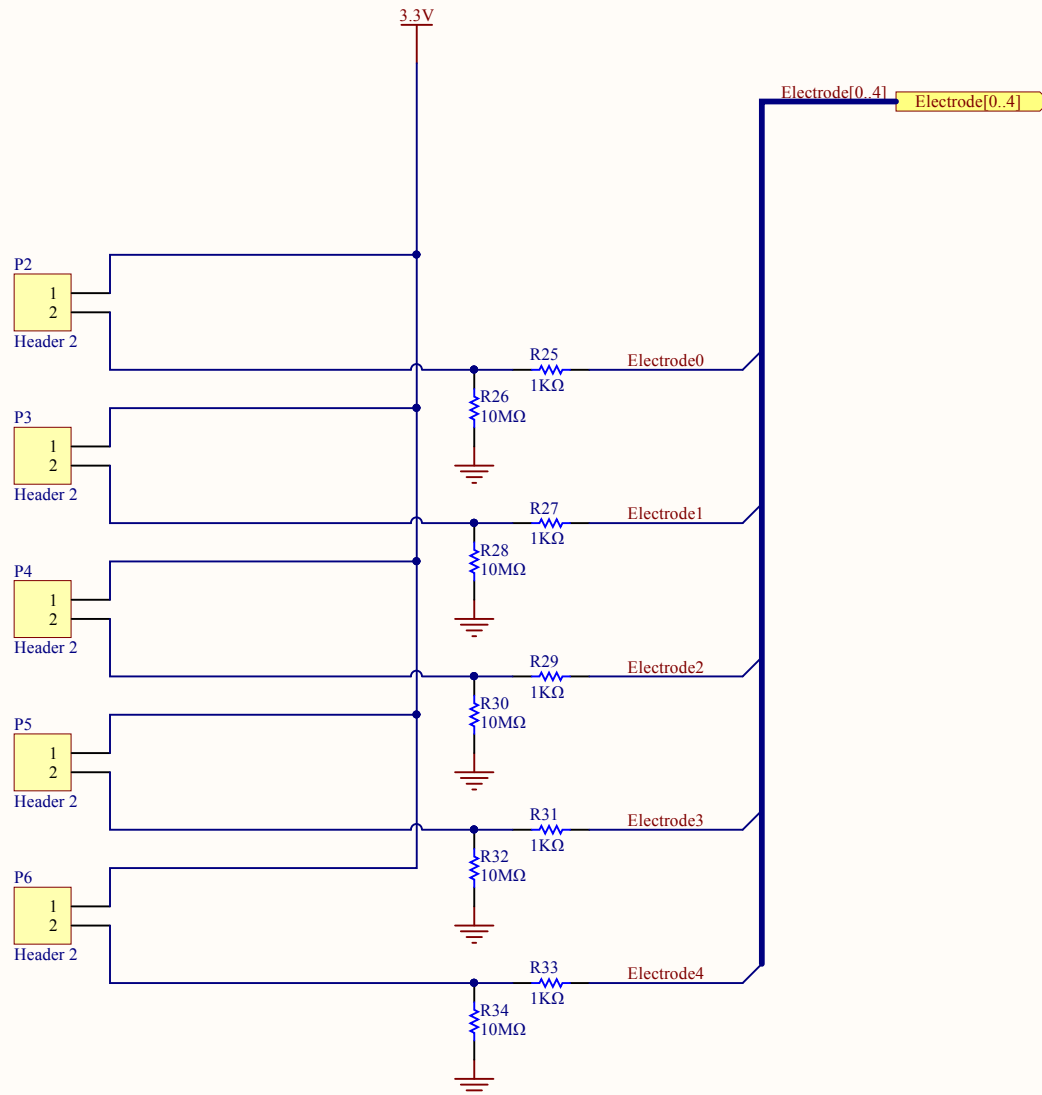 3.3V
Electrode[0..4]
Electrode[0..4]
P2
1
2
Header 2
R25
1KΩ
Electrode0
R26
10MΩ
P3
1
2
Header 2
R27
1KΩ
Electrode1
R28
10MΩ
P4
1
2
Header 2
R29
1KΩ
Electrode2
R30
10MΩ
P5
1
2
Header 2
R31
1KΩ
Electrode3
R32
10MΩ
P6
1
2
Header 2
R33
1KΩ
Electrode4
R34
10MΩ